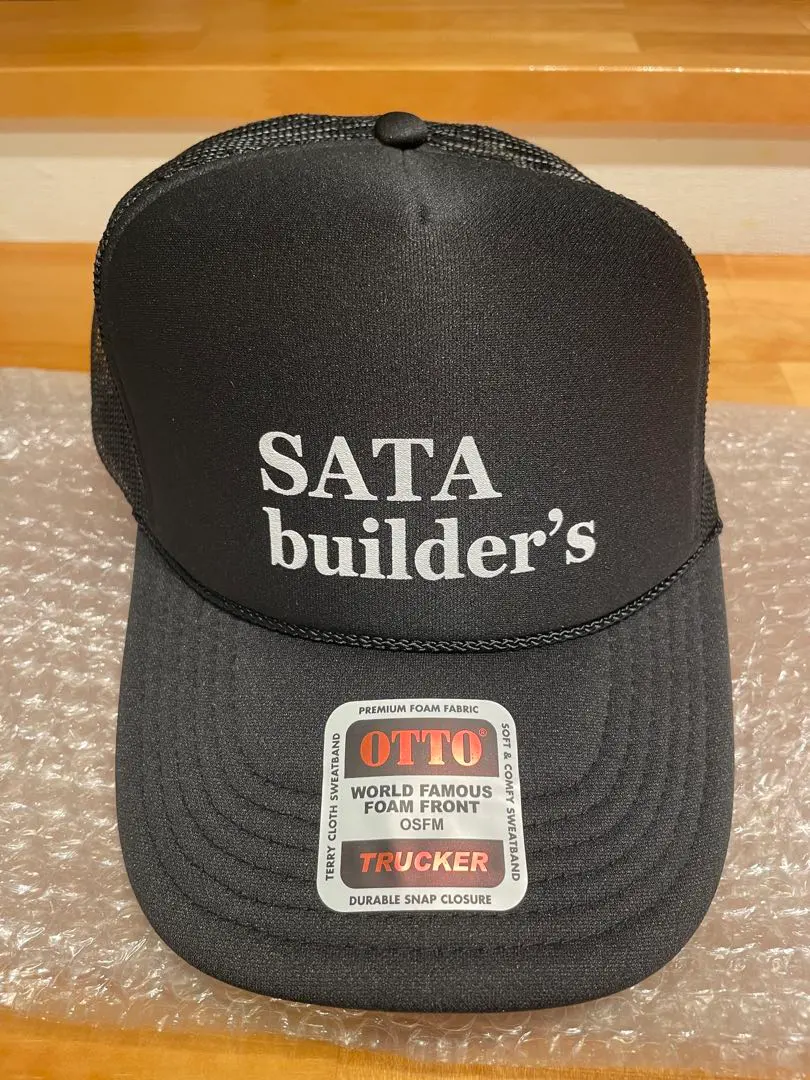 SATA
builder’s
PREMIUM FOAM FABRIC
OTTO®
WORLD FAMOUS
FOAM FRONT
OSFM
TRUCKER
DURABLE SNAP CLOSURE
TERRY CLOTH SWEATBAND
SOFT & COMFY SWEATBAND